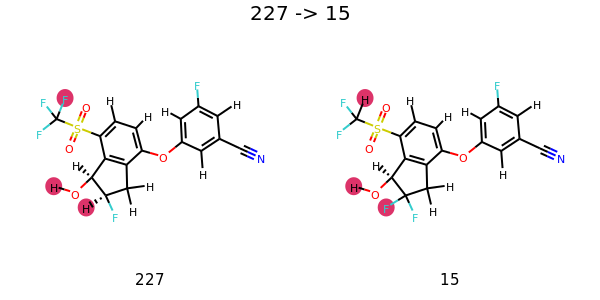 227 -> 15
F F F S O O H H F H H H O N H H O H H F H H
F H F S O O H H F H H H O N H H O F F H H
227 15